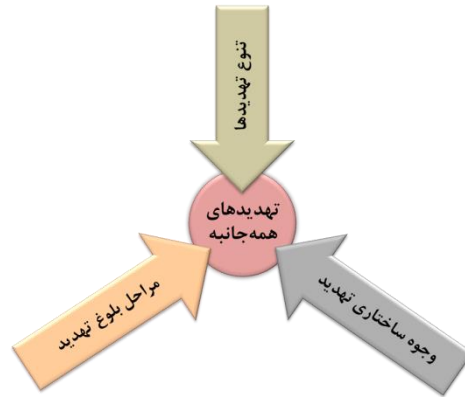 تنوع تهدیدها
تهدیدهای
همه‌جانبه
مراحل بلوغ تهدید
وجوه ساختاری تهدید